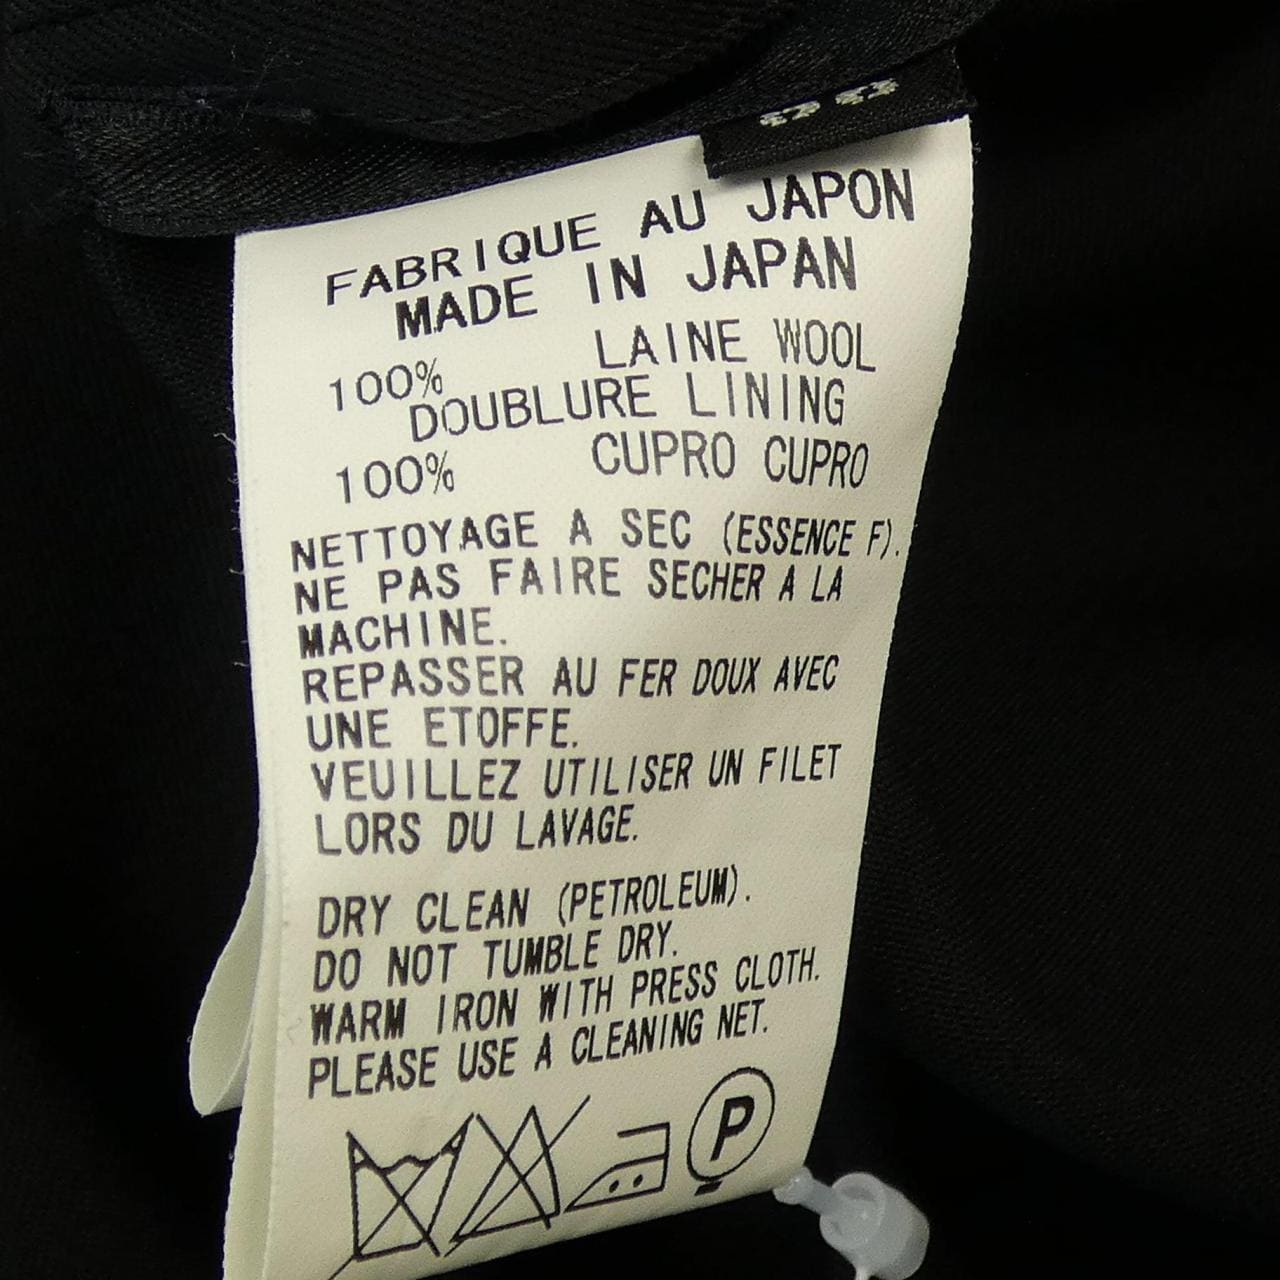 FABRIQUE AU JAPON
MADE IN JAPAN
100% LAINE WOOL
DOUBLURE LINING
100% CUPRO CUPRO
NETTOYAGE A SEC (ESSENCE F).
NE PAS FAIRE SECHER A LA
MACHINE.
REPASSER AU FER DOUX AVEC
UNE ETOFFE.
VEUILLEZ UTILISER UN FILET
LORS DU LAVAGE.
DRY CLEAN (PETROLEUM).
DO NOT TUMBLE DRY.
WARM IRON WITH PRESS CLOTH.
PLEASE USE A CLEANING NET.
P